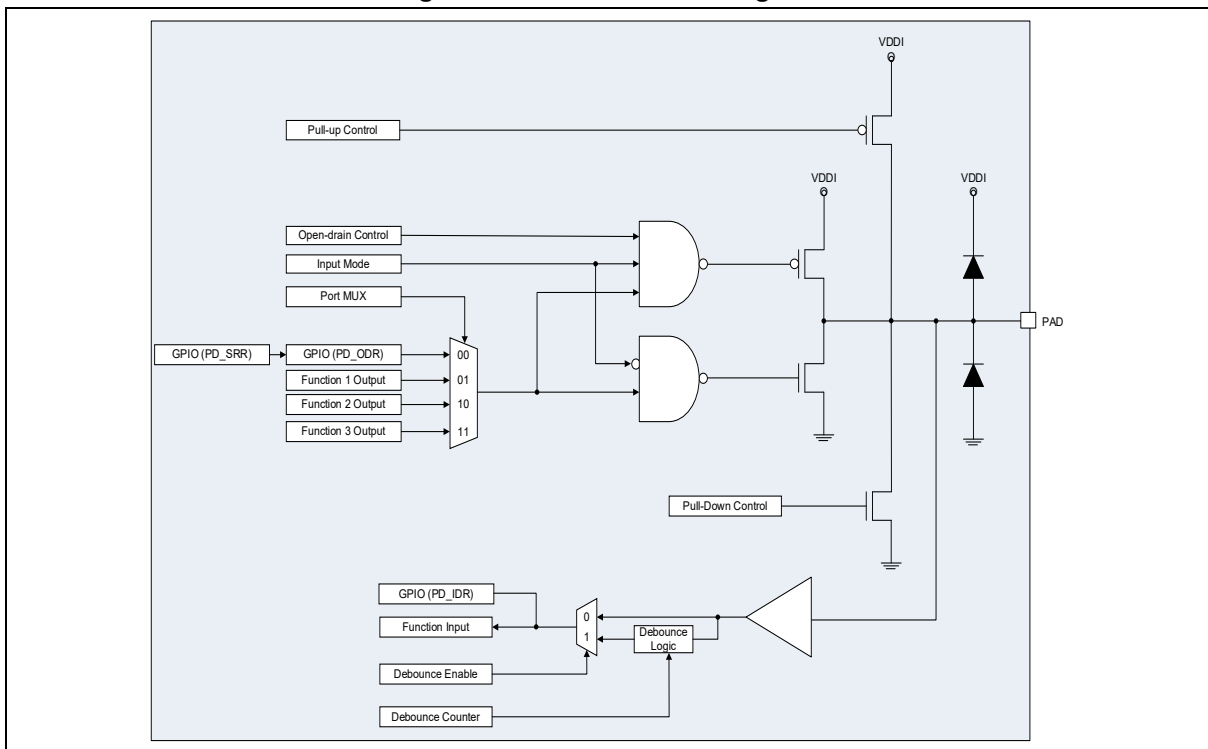 VDDI
Pull-up Control
VDDI
VDDI
Open-drain Control
Input Mode
Port MUX
PAD
GPIO (PD_SRR)
GPIO (PD_ODR)
00
Function 1 Output
01
Function 2 Output
10
Function 3 Output
11
Pull-Down Control
GPIO (PD_IDR)
0
Function Input
1
Debounce
Logic
Debounce Enable
Debounce Counter